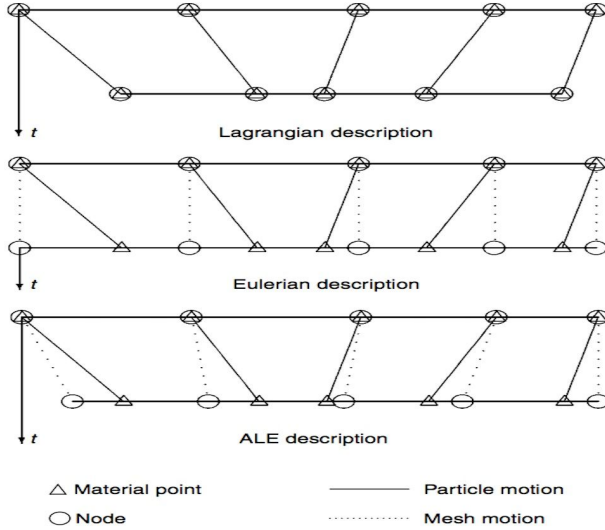 t
Lagrangian description
t
Eulerian description
t
ALE description
Material point
Particle motion
Node
Mesh motion